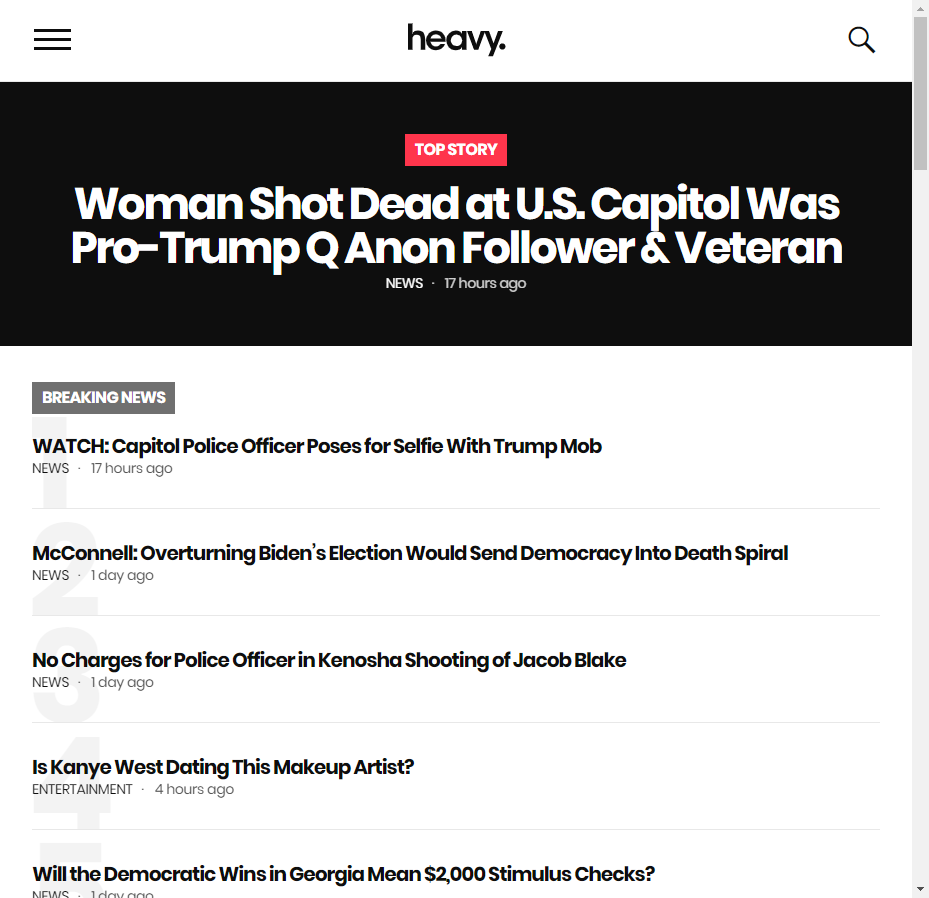 heavy.
TOP STORY
Woman Shot Dead at U.S. Capitol Was
Pro-Trump Q Anon Follower & Veteran
NEWS · 17 hours ago
BREAKING NEWS
1
WATCH: Capitol Police Officer Poses for Selfie With Trump Mob
NEWS · 17 hours ago
2
McConnell: Overturning Biden's Election Would Send Democracy Into Death Spiral
NEWS · 1 day ago
3
No Charges for Police Officer in Kenosha Shooting of Jacob Blake
NEWS · 1 day ago
4
Is Kanye West Dating This Makeup Artist?
ENTERTAINMENT · 4 hours ago
5
Will the Democratic Wins in Georgia Mean $2,000 Stimulus Checks?
NEWS · 1 day ago